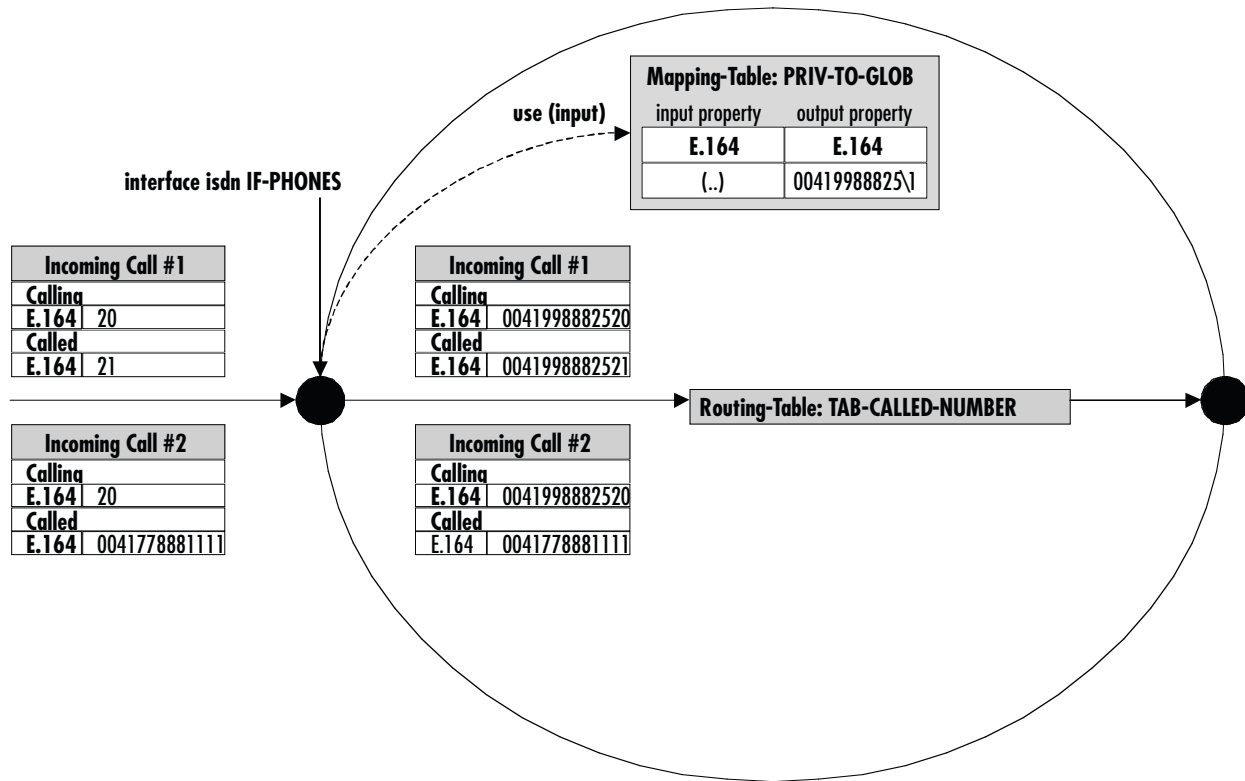 Mapping-Table: PRIV-TO-GLOB
input property output property
E.164 E.164
(..) 00419988825\1
use (input)
interface isdn IF-PHONES
Incoming Call #1
Calling
E.164 20
Called
E.164 21
Incoming Call #1
Calling
E.164 0041998882520
Called
E.164 0041998882521
Routing-Table: TAB-CALLED-NUMBER
Incoming Call #2
Calling
E.164 20
Called
E.164 0041778881111
Incoming Call #2
Calling
E.164 0041998882520
Called
E.164 0041778881111